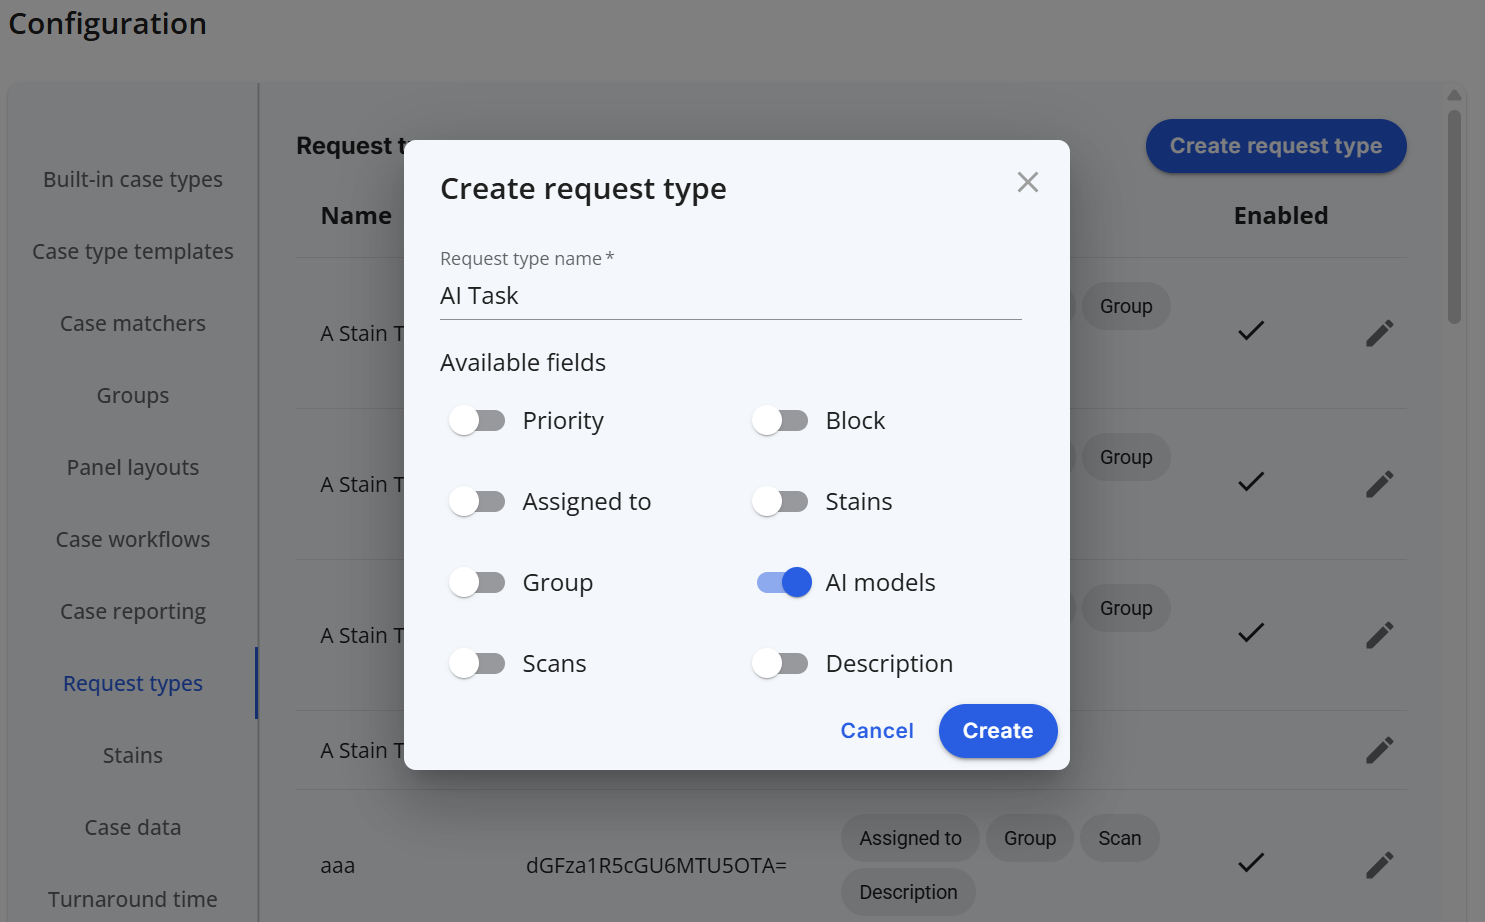 Configuration
Built-in case types
Case type templates
Case matchers
Groups
Panel layouts
Case workflows
Case reporting
Request types
Stains
Case data
Turnaround time
Request t
Create request type
Name
Enabled
A Stain T
Group
A Stain T
Group
A Stain T
Group
A Stain T
aaa
dGFza1R5cGU6MTU5OTA=
Assigned to
Group
Scan
Description
Create request type
Request type name *
AI Task
Available fields
Priority
Block
Assigned to
Stains
Group
AI models
Scans
Description
Cancel
Create